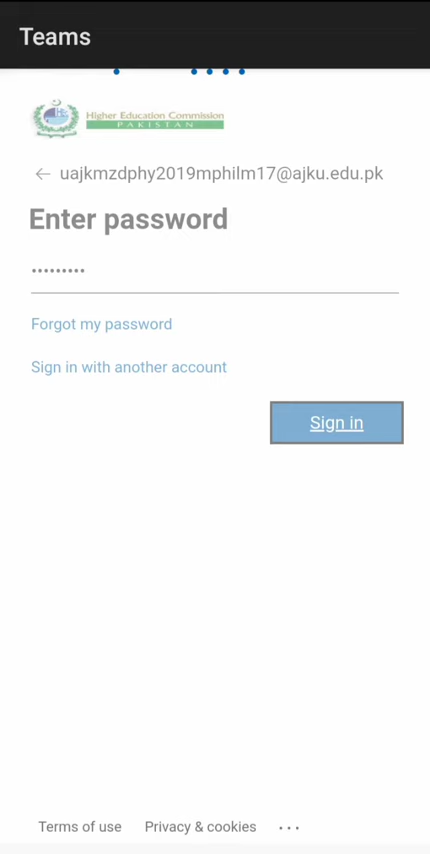 Teams
Higher Education Commission
PAKISTAN
← uajkmzdphy2019mphilm17@ajku.edu.pk
Enter password
•••••••••
Forgot my password
Sign in with another account
Sign in
Terms of use Privacy & cookies ...